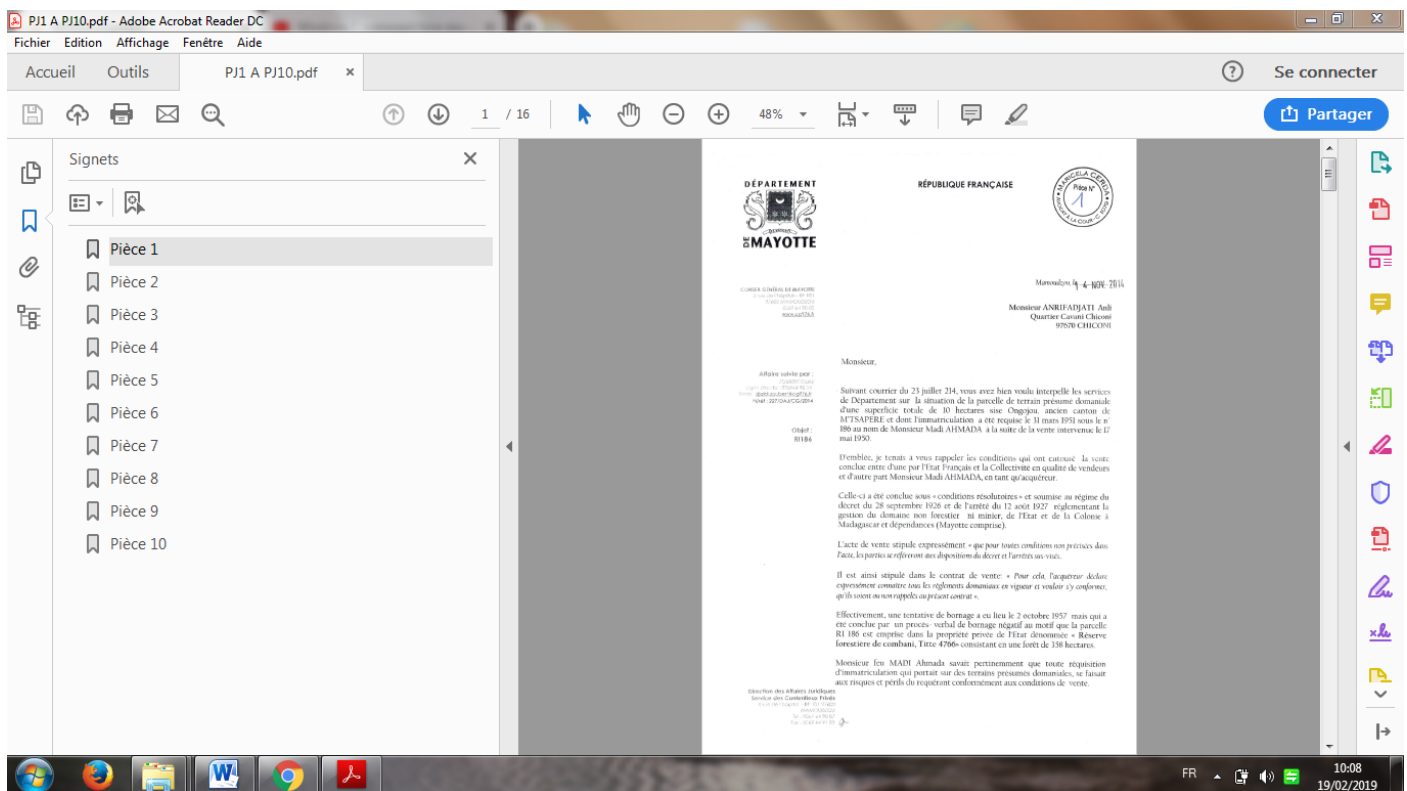 PJ1 A PJ10.pdf - Adobe Acrobat Reader DC
Fichier Edition Affichage Fenêtre Aide
Accueil Outils PJ1 A PJ10.pdf
Se connecter
1 / 16 48%
Partager
Signets
Pièce 1
Pièce 2
Pièce 3
Pièce 4
Pièce 5
Pièce 6
Pièce 7
Pièce 8
Pièce 9
Pièce 10
DÉPARTEMENT
DE MAYOTTE
RÉPUBLIQUE FRANÇAISE
MARICELA CERDA
Pièce N°
1
CONSEIL GÉNÉRAL DE MAYOTTE
Mamoudzou, le
Monsieur ANRIFADJATI Anli
Quartier Cavani Chiconi
97670 CHICONI
Monsieur,
Affaire suivie par :
Objet :
RI 186
Suivant courrier du 23 juillet 214, vous avez bien voulu interpelle les services
de Département sur la situation de la parcelle de terrain présumé domaniale
d'une superficie totale de 10 hectares sise Ongojou, ancien canton de
M'TSAPERE et dont l'immatriculation a été requise le 31 mars 1951 sous le n°
186 au nom de Monsieur Madi AHMADA à la suite de la vente intervenue le 17
mai 1950.
D'emblée, je tenais à vous rappeler les conditions qui ont entouré la vente
conclue entre d'une par l'Etat Français et la Collectivité en qualité de vendeurs
et d'autre part Monsieur Madi AHMADA, en tant qu'acquéreur.
Celle-ci a été conclue sous « conditions résolutoires » et soumise au régime du
décret du 28 septembre 1926 et de l'arrêté du 12 août 1927 réglementant la
gestion du domaine non forestier ni minier, de l'Etat et de la Colonie à
Madagascar et dépendances (Mayotte comprise).
L'acte de vente stipule expressément « que pour toutes conditions non précisées dans
l'acte, les parties se référeront aux dispositions du décret et l'arrêtés sus-visés.
Il est ainsi stipulé dans le contrat de vente: « Pour cela, l'acquéreur déclare
expressément connaître tous les règlements domaniaux en vigueur et vouloir s'y conformer,
qu'ils soient ou non rappelés au présent contrat ».
Effectivement, une tentative de bornage a eu lieu le 2 octobre 1957 mais qui a
été conclue par un procès-verbal de bornage négatif au motif que la parcelle
RI 186 est emprise dans la propriété privée de l'Etat dénommée « Réserve
forestière de combani, Titre 4766» consistant en une forêt de 358 hectares.
Monsieur feu MADI Ahmada savait pertinemment que toute réquisition
d'immatriculation qui portait sur des terrains présumés domaniales, se faisait
aux risques et périls du requérant conformément aux conditions de vente.
Direction des Affaires Juridiques
Service des Contentieux Privés
FR
10:08
19/02/2019